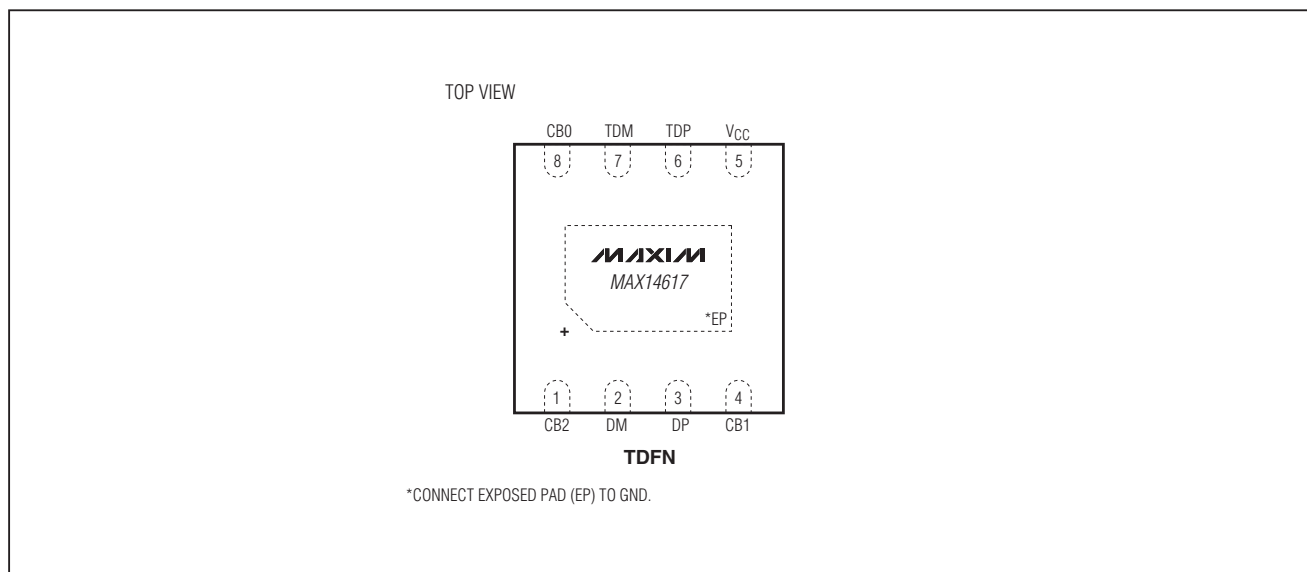 TOP VIEW
CB0 TDM TDP VCC
8 7 6 5
MAXIM
MAX14617
*EP
+
1 2 3 4
CB2 DM DP CB1
TDFN
*CONNECT EXPOSED PAD (EP) TO GND.